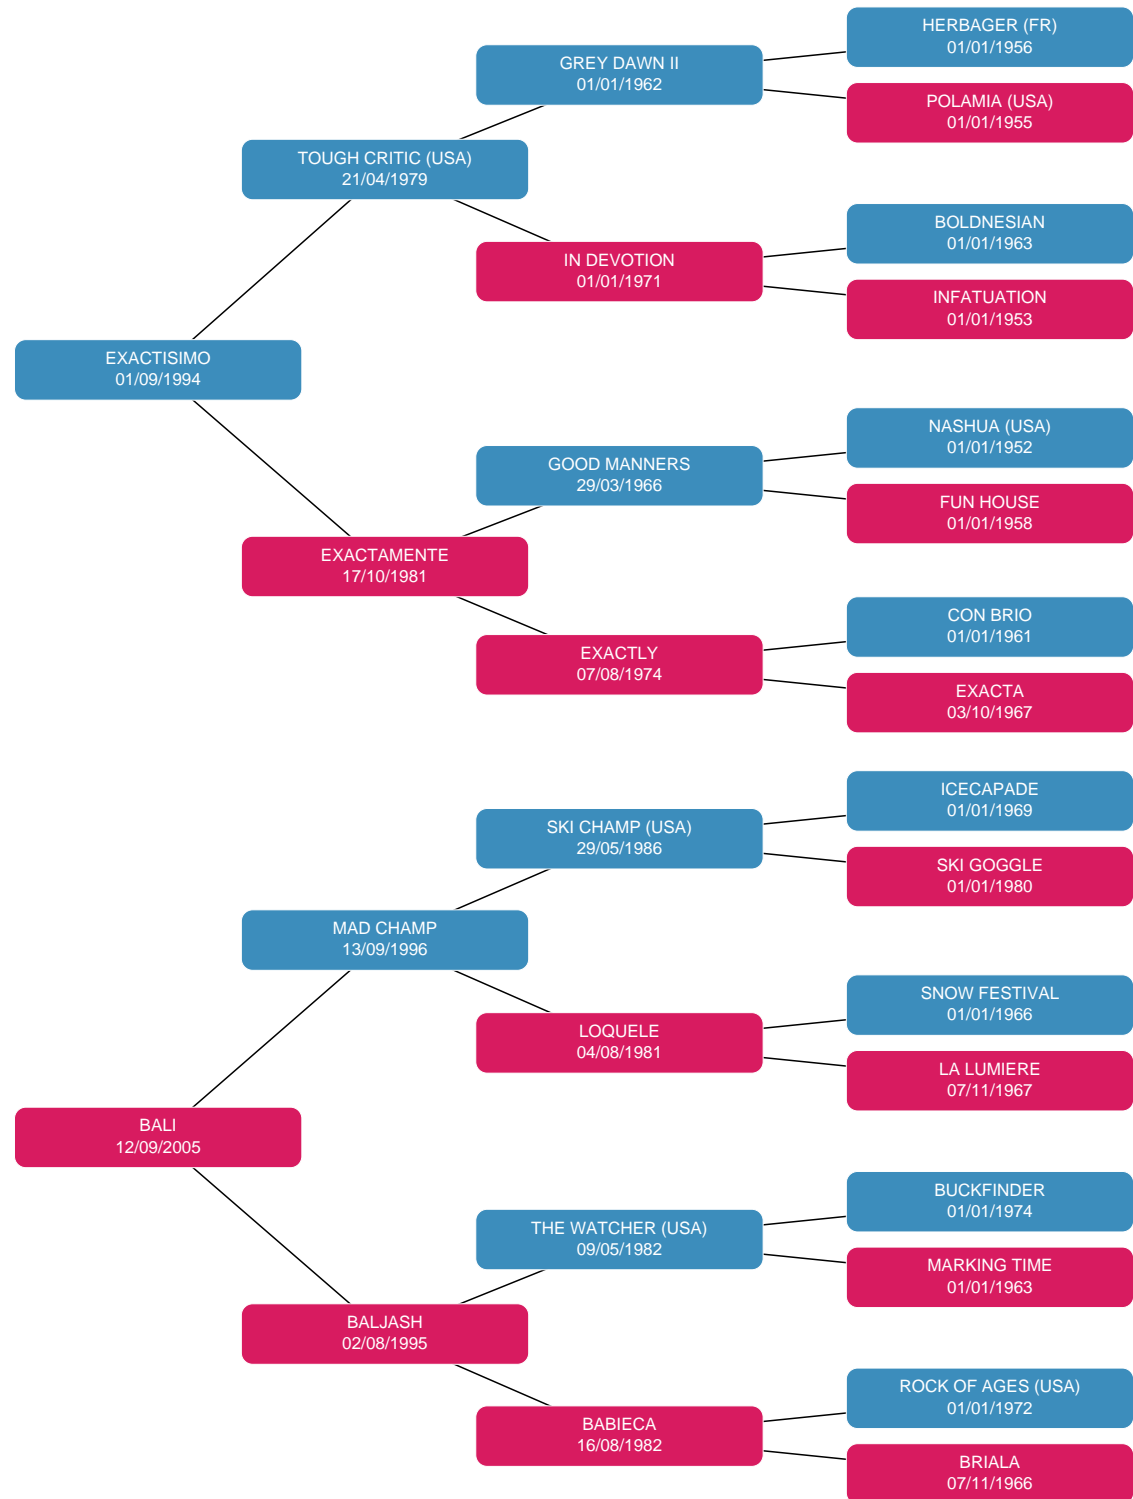 HERBAGER (FR)
01/01/1956
GREY DAWN II
01/01/1962
POLAMIA (USA)
01/01/1955
TOUGH CRITIC (USA)
21/04/1979
BOLDNESIAN
01/01/1963
IN DEVOTION
01/01/1971
INFATUATION
01/01/1953
EXACTISIMO
01/09/1994
NASHUA (USA)
01/01/1952
GOOD MANNERS
29/03/1966
FUN HOUSE
01/01/1958
EXACTAMENTE
17/10/1981
CON BRIO
01/01/1961
EXACTLY
07/08/1974
EXACTA
03/10/1967
ICECAPADE
01/01/1969
SKI CHAMP (USA)
29/05/1986
SKI GOGGLE
01/01/1980
MAD CHAMP
13/09/1996
SNOW FESTIVAL
01/01/1966
LOQUELE
04/08/1981
LA LUMIERE
07/11/1967
BALI
12/09/2005
BUCKFINDER
01/01/1974
THE WATCHER (USA)
09/05/1982
MARKING TIME
01/01/1963
BALJASH
02/08/1995
ROCK OF AGES (USA)
01/01/1972
BABIECA
16/08/1982
BRIALA
07/11/1966